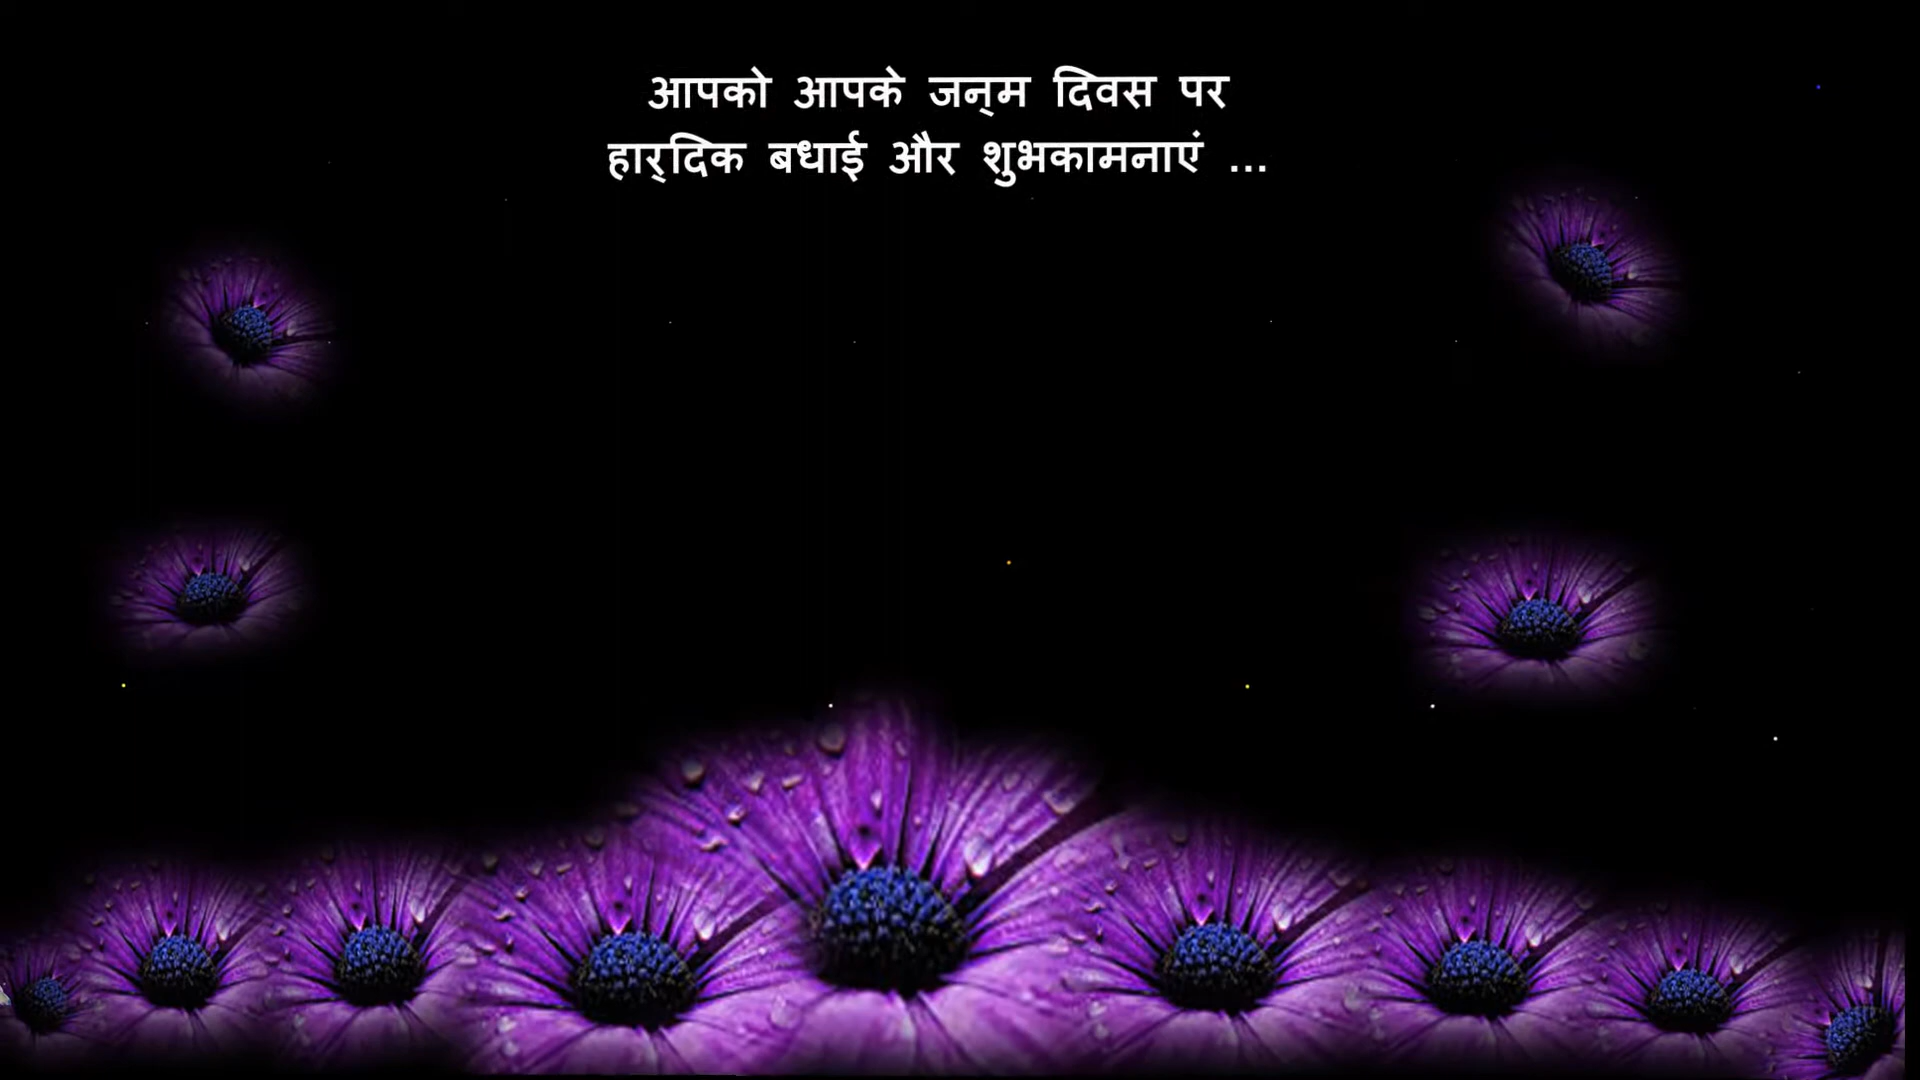 आपको आपके जन्म दिवस पर
हार्दिक बधाई और शुभकामनाएं ...